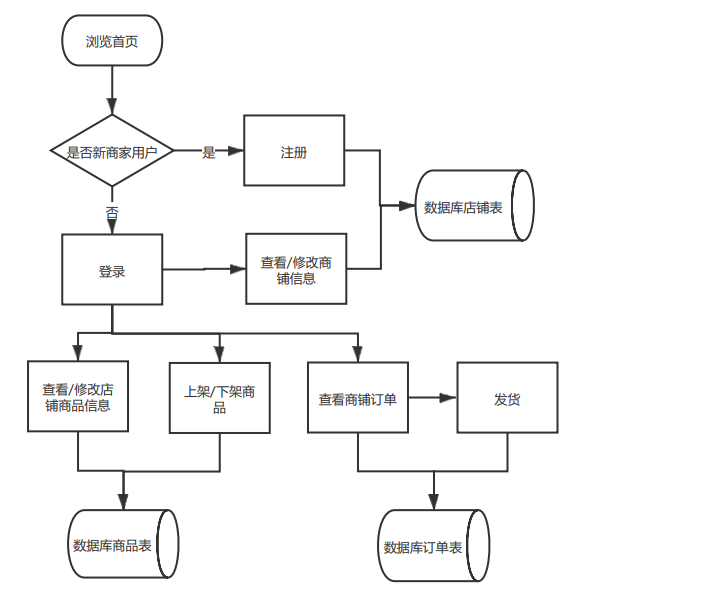 浏览首页
是否新商家用户
是
注册
数据库店铺表
否
登录
查看/修改商
铺信息
查看/修改店
铺商品信息
上架/下架商
品
查看商铺订单
发货
数据库商品表
数据库订单表